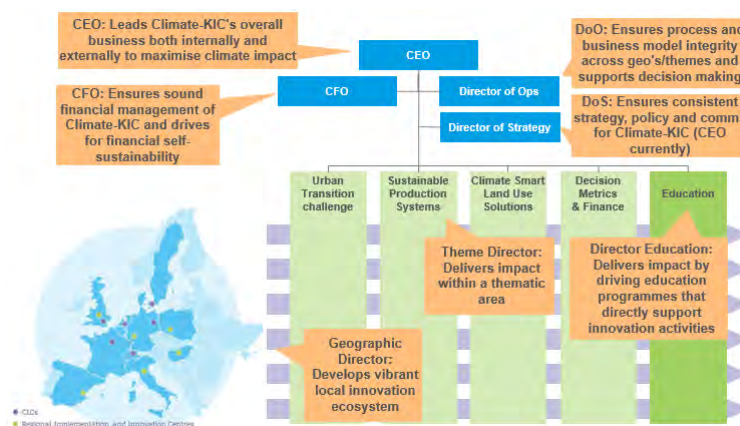 CEO: Leads Climate-KIC's overall
business both internally and
externally to maximise climate impact
CEO
DoO: Ensures process and
business model integrity
across geo's/themes and
supports decision making
CFO: Ensures sound
financial management of
Climate-KIC and drives
for financial self-
sustainability
CFO
Director of Ops
Director of Strategy
DoS: Ensures consistent
strategy, policy and comm
for Climate-KIC (CEO
currently)
Urban
Transition
challenge
Sustainable
Production
Systems
Climate Smart
Land Use
Solutions
Decision
Metrics
& Finance
Education
Theme Director:
Delivers impact
within a thematic
area
Director Education:
Delivers impact by
driving education
programmes that
directly support
innovation activities
Geographic
Director:
Develops vibrant
local innovation
ecosystem
CLCs
Regional Implementation and Innovation Centres